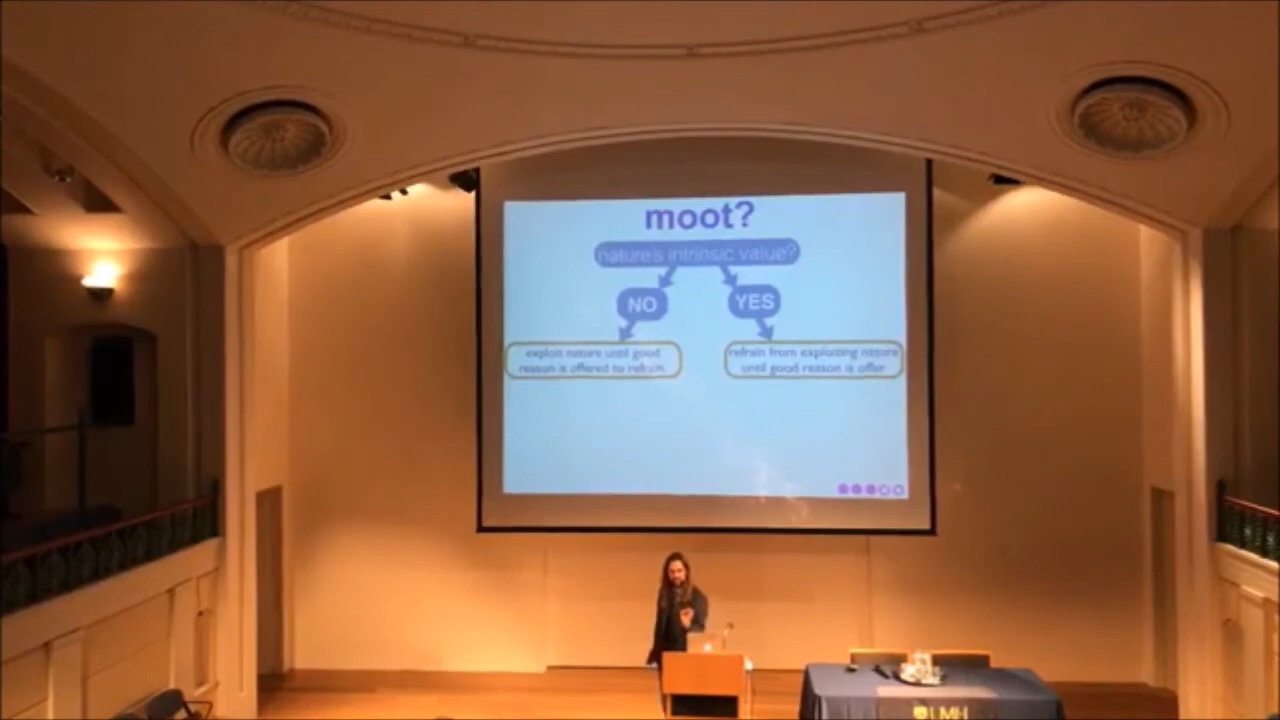 moot?
nature's intrinsic value?
NO
YES
exploit nature until good
reason is offered to refrain.
refrain from exploiting nature
until good reason is offer
LMH